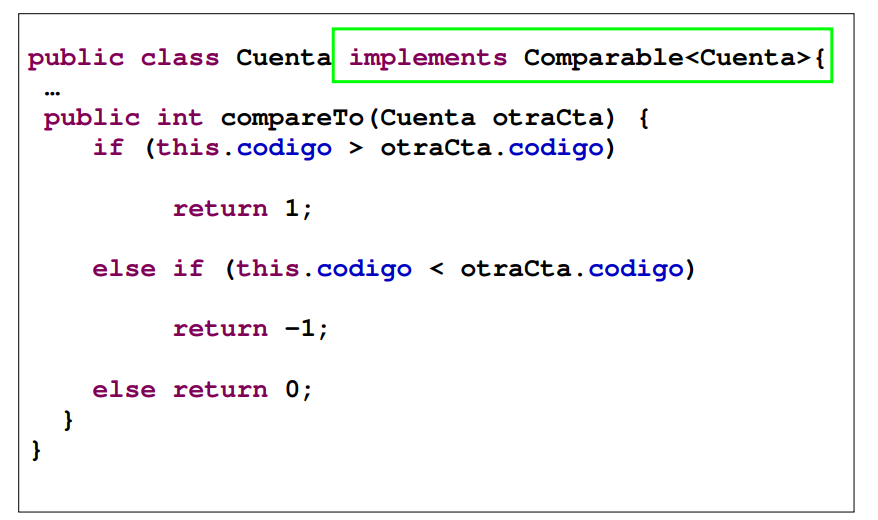 public class Cuenta implements Comparable<Cuenta>{
…
public int compareTo(Cuenta otraCta) {
if (this.codigo > otraCta.codigo)
return 1;
else if (this.codigo < otraCta.codigo)
return –1;
else return 0;
}
}